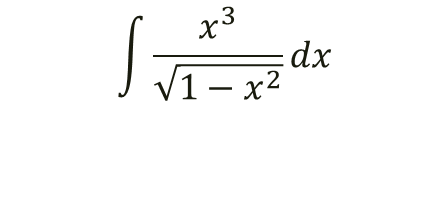 ∫ x³/√(1 − x²) dx